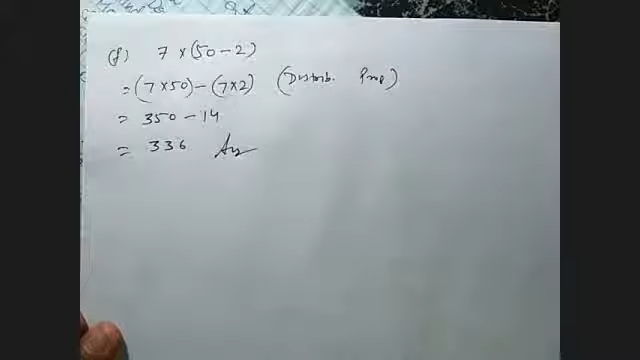 (f) 7 × (50 - 2)
= (7 × 50) - (7 × 2) (Distrib. Prop)
= 350 - 14
= 336 Ans